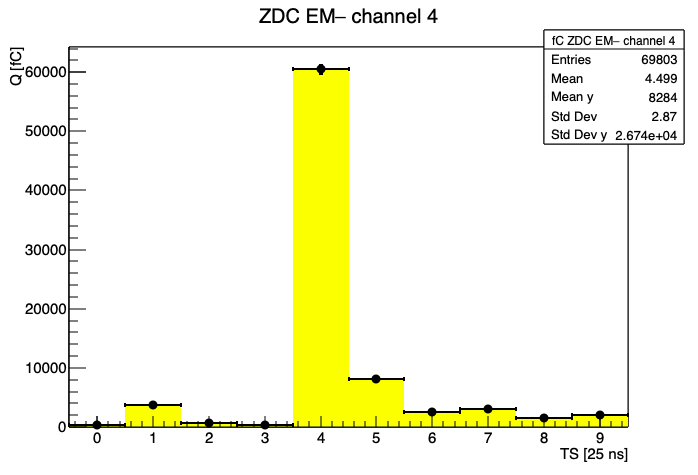 ZDC EM– channel 4
fC ZDC EM– channel 4
Entries 69803
Mean 4.499
Mean y 8284
Std Dev 2.87
Std Dev y 2.674e+04
Q [fC]
60000
50000
40000
30000
20000
10000
0
0 1 2 3 4 5 6 7 8 9
TS [25 ns]